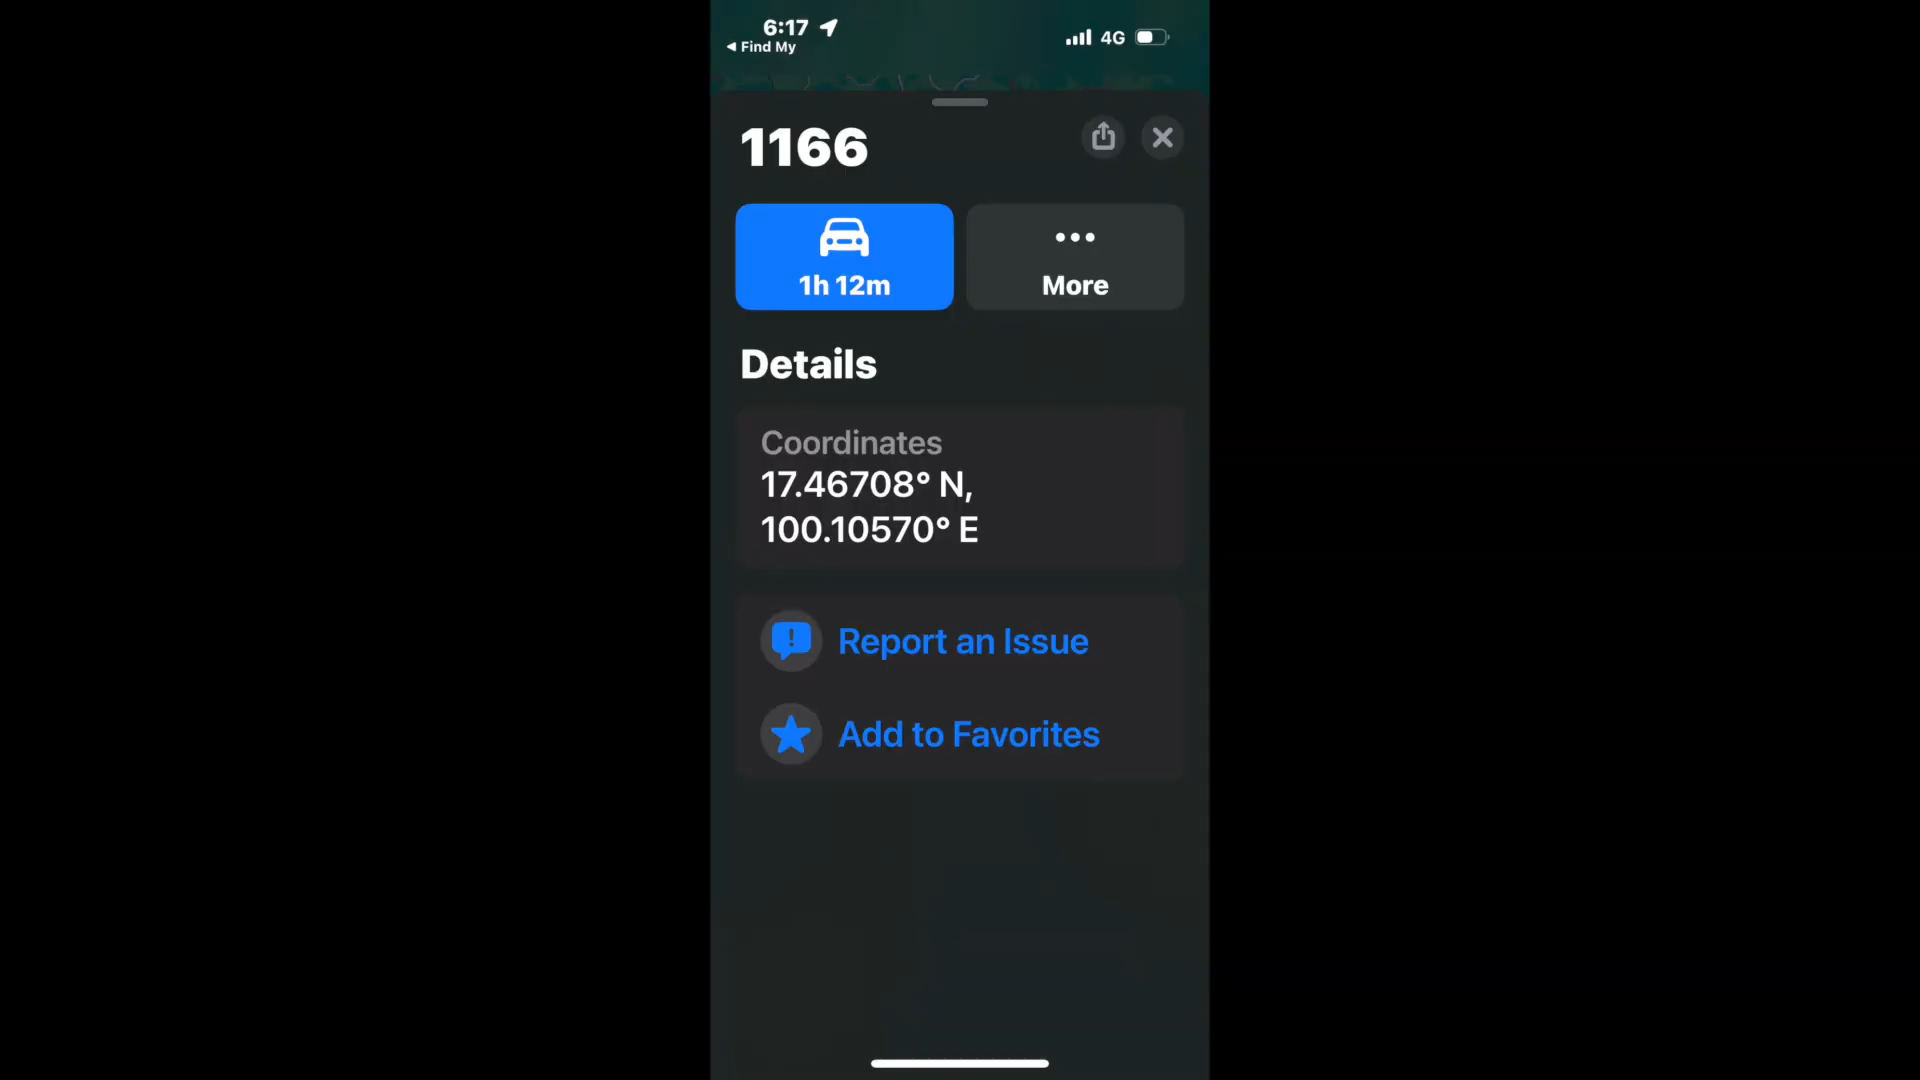 6:17
4G
◀ Find My
1166
1h 12m
More
Details
Coordinates
17.46708° N,
100.10570° E
Report an Issue
Add to Favorites